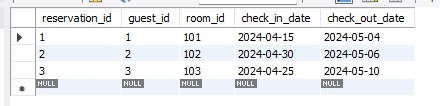 reservation_id guest_id room_id check_in_date check_out_date
1 1 101 2024-04-15 2024-05-04
2 2 102 2024-04-30 2024-05-06
3 3 103 2024-04-25 2024-05-10
NULL NULL NULL NULL NULL